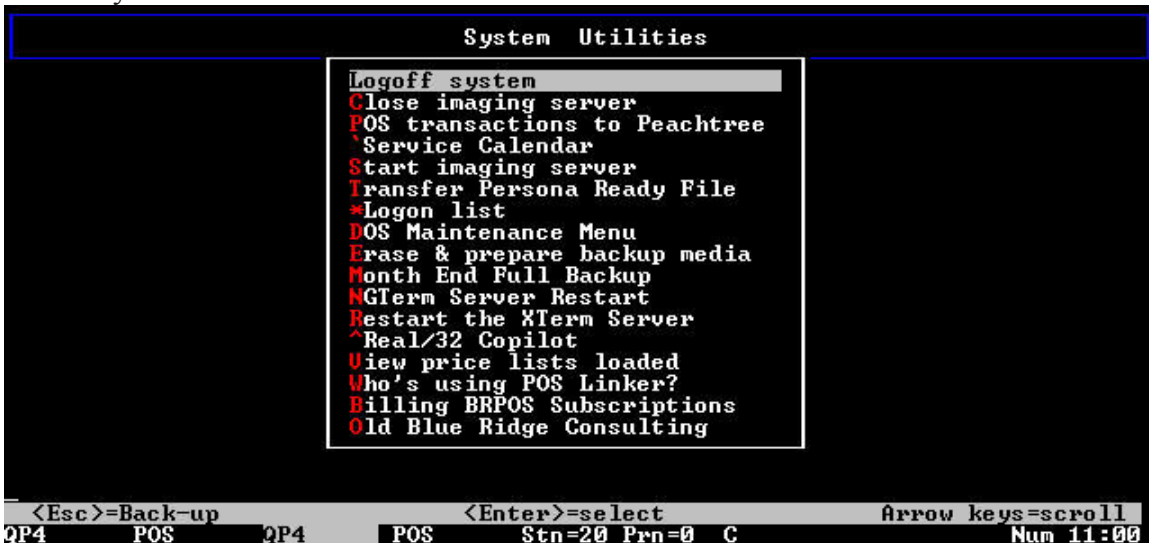 System Utilities
Logoff system
Close imaging server
POS transactions to Peachtree
`Service Calendar
Start imaging server
Transfer Persona Ready File
*Logon list
DOS Maintenance Menu
Erase & prepare backup media
Month End Full Backup
NGTerm Server Restart
Restart the XTerm Server
^Real/32 Copilot
View price lists loaded
Who's using POS Linker?
Billing BRPOS Subscriptions
Old Blue Ridge Consulting
<Esc>=Back-up <Enter>=select Arrow keys=scroll
QP4 POS QP4 POS Stn=20 Prn=0 C Num 11:00